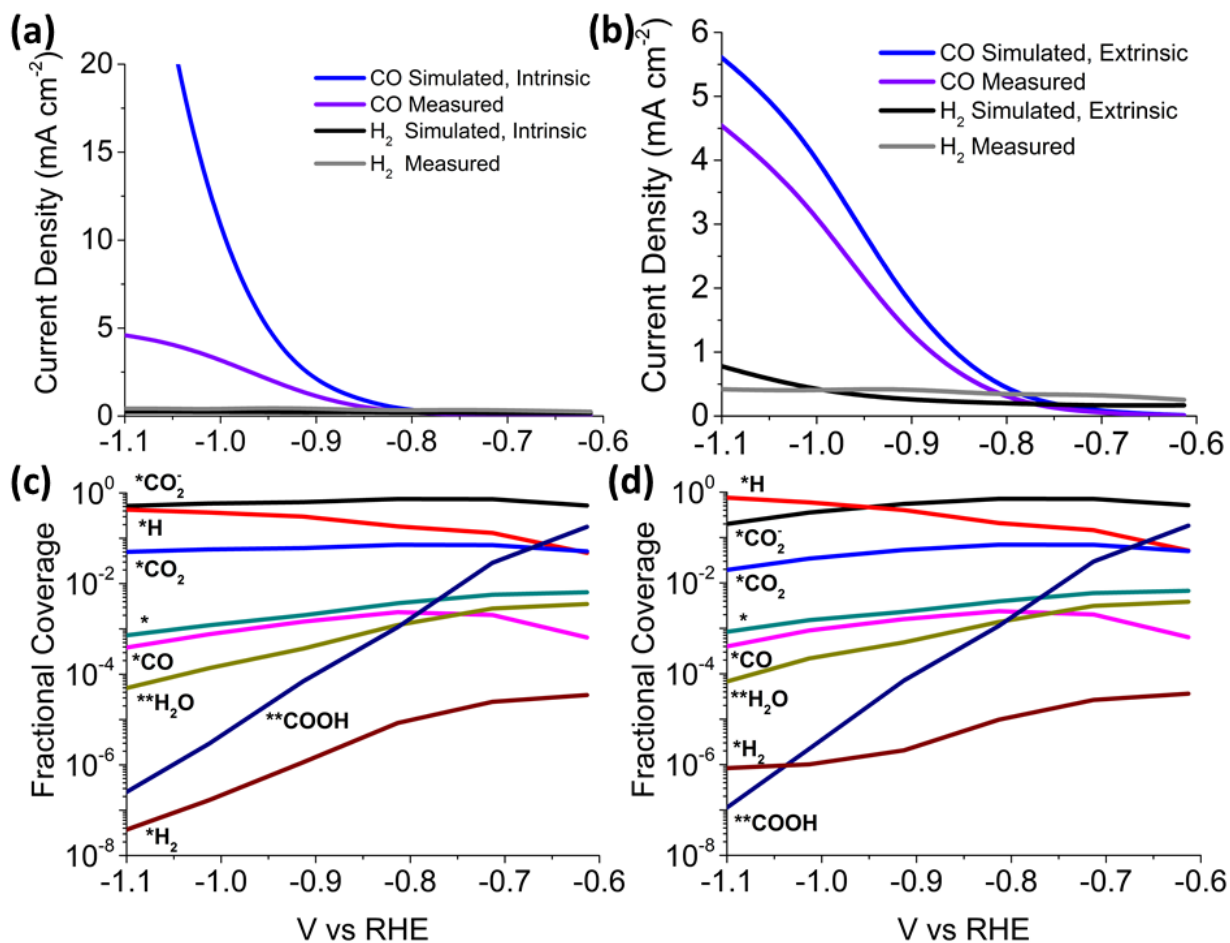 (a)
Current Density (mA cm-2)
20
15
10
5
0
CO Simulated, Intrinsic
CO Measured
H2 Simulated, Intrinsic
H2 Measured
-1.1 -1.0 -0.9 -0.8 -0.7 -0.6
(b)
Current Density (mA cm-2)
6
5
4
3
2
1
0
CO Simulated, Extrinsic
CO Measured
H2 Simulated, Extrinsic
H2 Measured
-1.1 -1.0 -0.9 -0.8 -0.7 -0.6
(c)
Fractional Coverage
10^0
10^-2
10^-4
10^-6
10^-8
*CO2-
*H
*CO2
*
*CO
**H2O
**COOH
*H2
-1.1 -1.0 -0.9 -0.8 -0.7 -0.6
V vs RHE
(d)
Fractional Coverage
10^0
10^-2
10^-4
10^-6
10^-8
*H
*CO2-
*CO2
*
*CO
**H2O
*H2
**COOH
-1.1 -1.0 -0.9 -0.8 -0.7 -0.6
V vs RHE